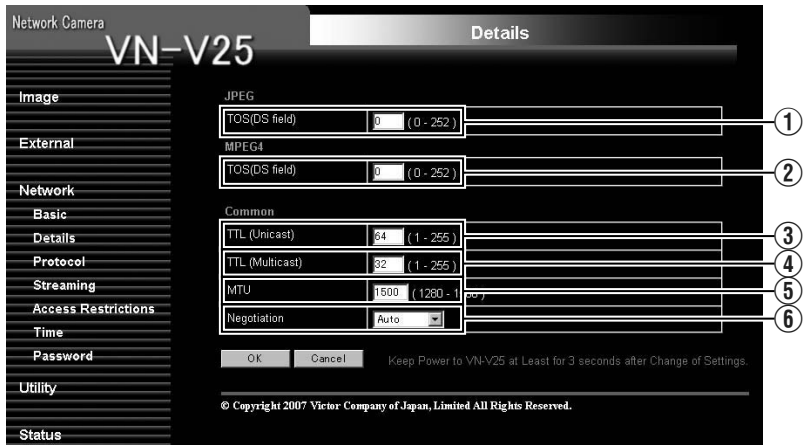 Network Camera
VN-V25
Details
Image
External
Network
Basic
Details
Protocol
Streaming
Access Restrictions
Time
Password
Utility
Status
JPEG
TOS(DS field) 0 (0 - 252) ①
MPEG4
TOS(DS field) 0 (0 - 252) ②
Common
TTL (Unicast) 64 (1 - 255) ③
TTL (Multicast) 32 (1 - 255) ④
MTU 1500 (1280 - ⑤
Negotiation Auto ⑥
OK Cancel Keep Power to VN-V25 at Least for 3 seconds after Change of Settings.
© Copyright 2007 Victor Company of Japan, Limited All Rights Reserved.